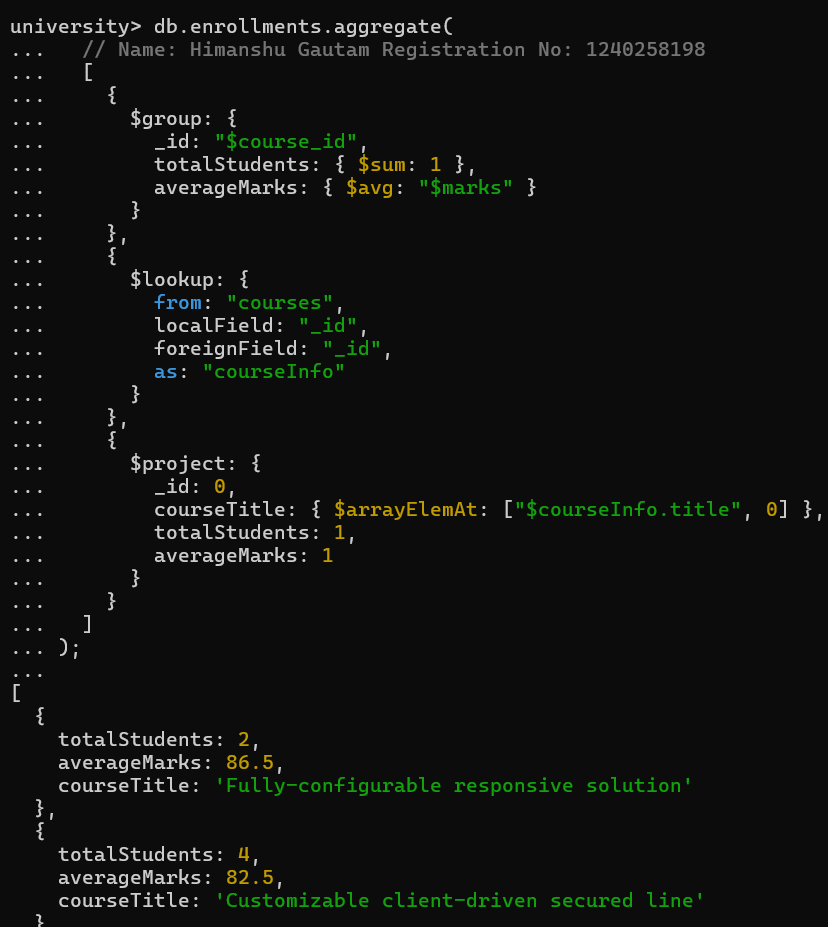 university> db.enrollments.aggregate(
...   // Name: Himanshu Gautam Registration No: 1240258198
...   [
...     {
...       $group: {
...         _id: "$course_id",
...         totalStudents: { $sum: 1 },
...         averageMarks: { $avg: "$marks" }
...       }
...     },
...     {
...       $lookup: {
...         from: "courses",
...         localField: "_id",
...         foreignField: "_id",
...         as: "courseInfo"
...       }
...     },
...     {
...       $project: {
...         _id: 0,
...         courseTitle: { $arrayElemAt: ["$courseInfo.title", 0] },
...         totalStudents: 1,
...         averageMarks: 1
...       }
...     }
...   ]
... );
...
[
  {
    totalStudents: 2,
    averageMarks: 86.5,
    courseTitle: 'Fully-configurable responsive solution'
  },
  {
    totalStudents: 4,
    averageMarks: 82.5,
    courseTitle: 'Customizable client-driven secured line'
  }